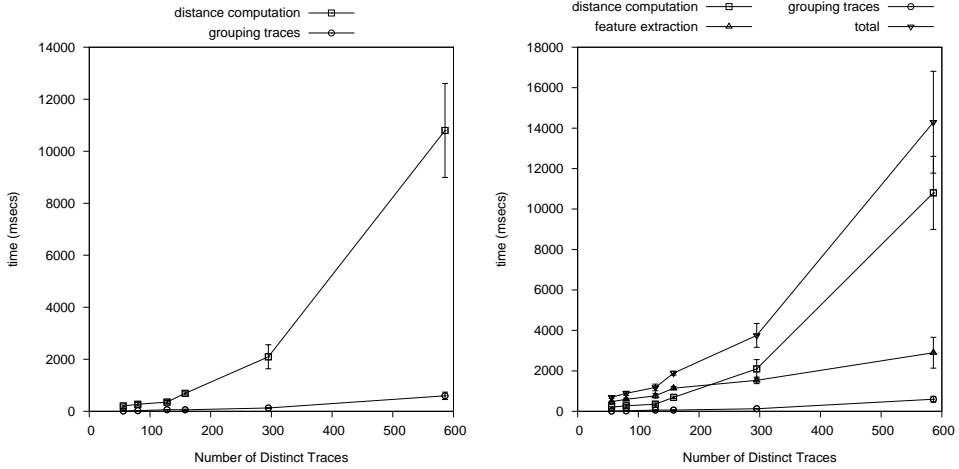 distance computation
grouping traces
14000
12000
10000
8000
6000
4000
2000
0
time (msecs)
0 100 200 300 400 500 600
Number of Distinct Traces
distance computation grouping traces
feature extraction total
18000
16000
14000
12000
10000
8000
6000
4000
2000
0
time (msecs)
0 100 200 300 400 500 600
Number of Distinct Traces